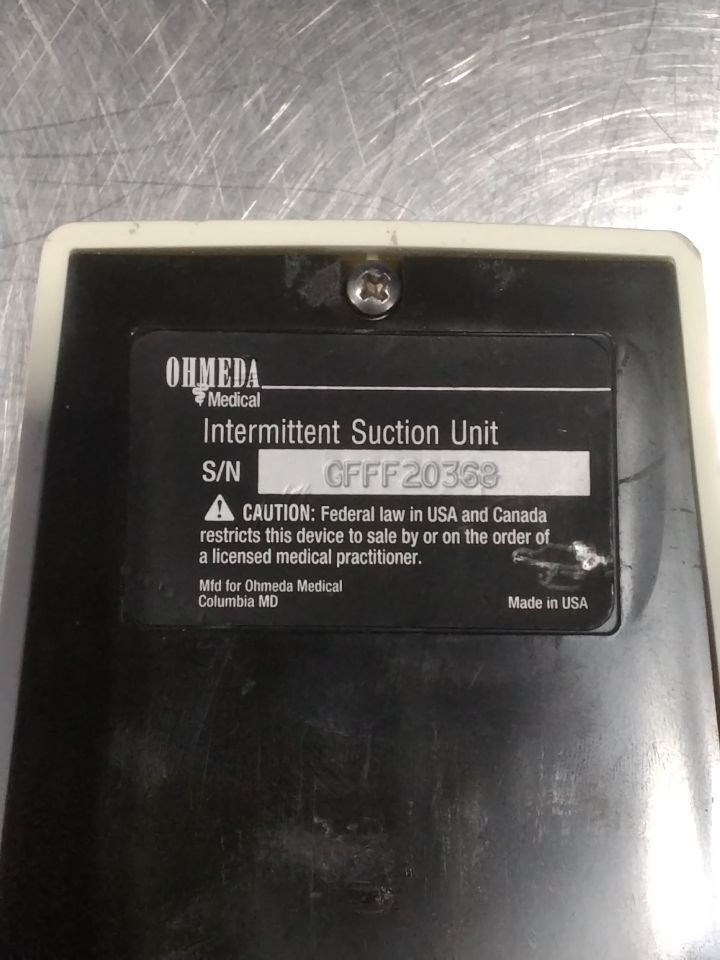 OHMEDA
Medical
Intermittent Suction Unit
S/N GFFF20368
CAUTION: Federal law in USA and Canada
restricts this device to sale by or on the order of
a licensed medical practitioner.
Mfd for Ohmeda Medical
Columbia MD
Made in USA